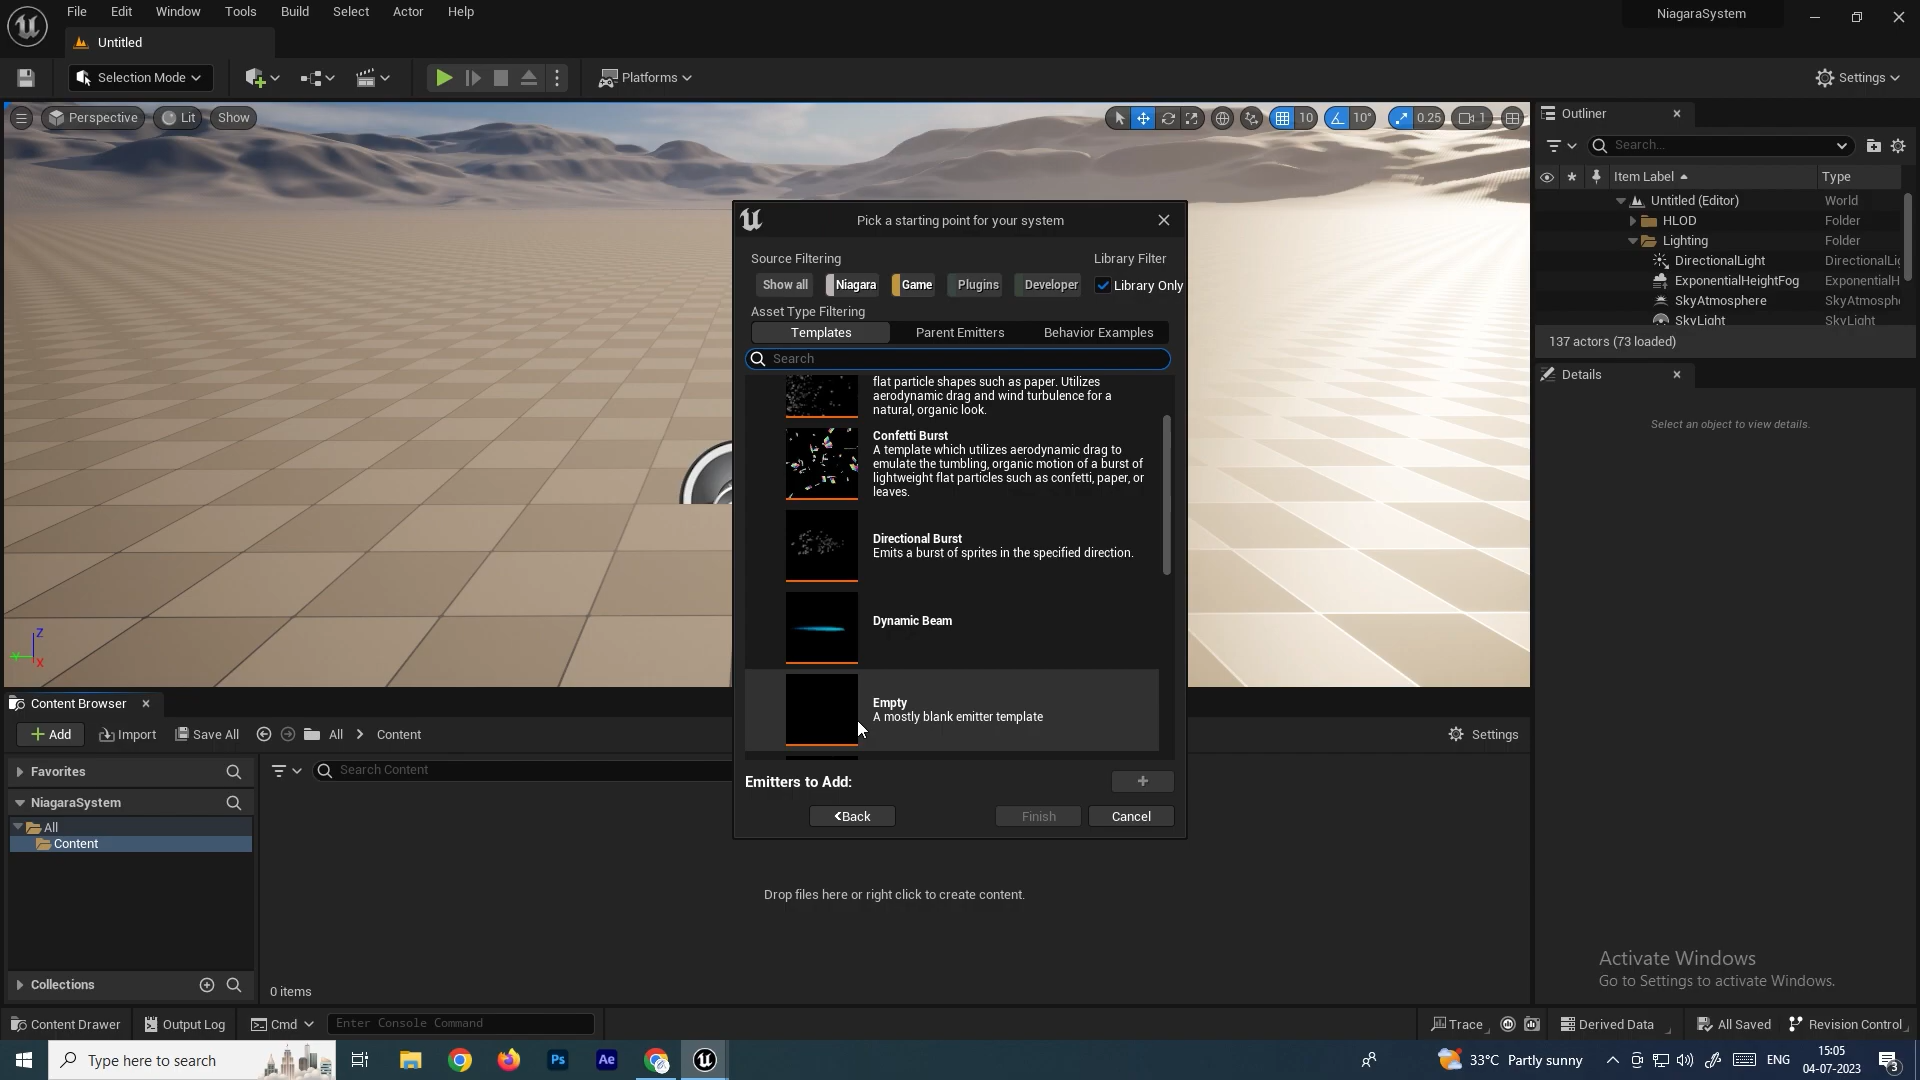 File Edit Window Tools Build Select Actor Help
NiagaraSystem
Untitled
Selection Mode
Platforms
Settings
Perspective
Lit
Show
10
10°
0.25
1
Outliner
Search...
Item Label
Type
Untitled (Editor)
World
HLOD
Folder
Lighting
Folder
DirectionalLight
DirectionalLig
ExponentialHeightFog
ExponentialH
SkyAtmosphere
SkyAtmosph
SkyLight
SkyLight
137 actors (73 loaded)
Details
Select an object to view details.
Pick a starting point for your system
Source Filtering
Library Filter
Show all
Niagara
Game
Plugins
Developer
Library Only
Asset Type Filtering
Templates
Parent Emitters
Behavior Examples
Search
flat particle shapes such as paper. Utilizes
aerodynamic drag and wind turbulence for a
natural, organic look.
Confetti Burst
A template which utilizes aerodynamic drag to
emulate the tumbling, organic motion of a burst of
lightweight flat particles such as confetti, paper, or
leaves.
Directional Burst
Emits a burst of sprites in the specified direction.
Dynamic Beam
Empty
A mostly blank emitter template
Emitters to Add:
Back
Finish
Cancel
Z
Y
X
Content Browser
Add
Import
Save All
All
Content
Settings
Favorites
Search Content
NiagaraSystem
All
Content
Collections
Drop files here or right click to create content.
0 items
Activate Windows
Go to Settings to activate Windows.
Content Drawer
Output Log
Cmd
Enter Console Command
Trace
Derived Data
All Saved
Revision Control
Type here to search
Ps
Ae
33°C Partly sunny
ENG
15:05
04-07-2023
3